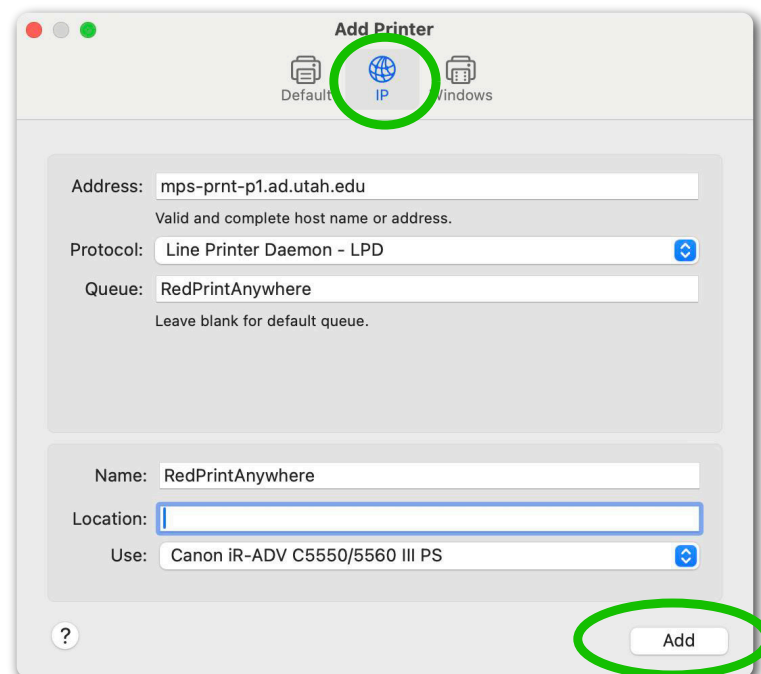 Add Printer
Default IP Windows
Address: mps-prnt-p1.ad.utah.edu
Valid and complete host name or address.
Protocol: Line Printer Daemon - LPD
Queue: RedPrintAnywhere
Leave blank for default queue.
Name: RedPrintAnywhere
Location:
Use: Canon iR-ADV C5550/5560 III PS
? Add